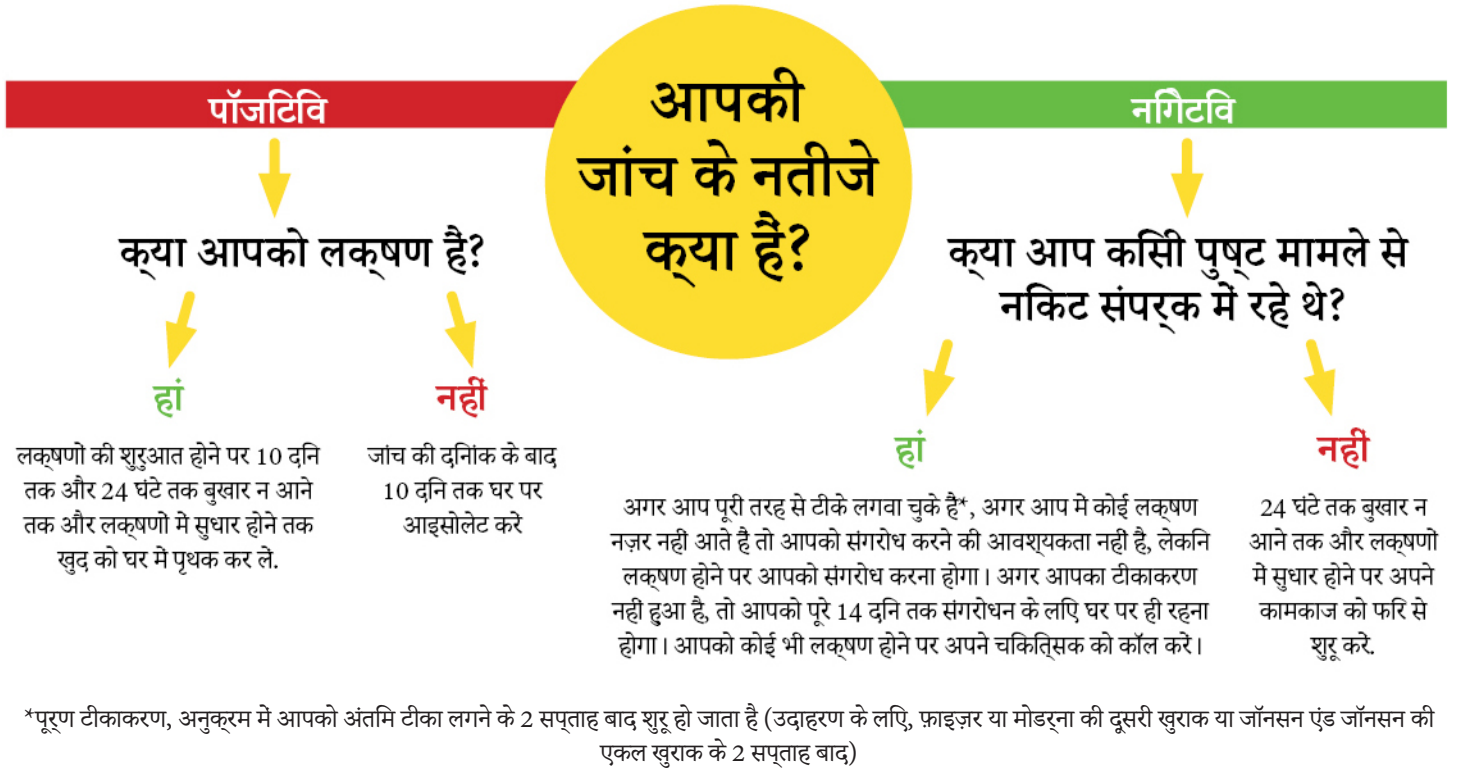 आपकी
जांच के नतीजे
क्या हैं?
पॉजिटिव
क्या आपको लक्षण है?
हां
लक्षणों की शुरुआत होने पर 10 दिन
तक और 24 घंटे तक बुखार न आने
तक और लक्षणों में सुधार होने तक
खुद को घर में पृथक कर लें.
नहीं
जांच की दिनांक के बाद
10 दिन तक घर पर
आइसोलेट करें
निगेटिव
क्या आप किसी पुष्ट मामले से
निकट संपर्क में रहे थे?
हां
अगर आप पूरी तरह से टीके लगवा चुके है*, अगर आप में कोई लक्षण
नज़र नहीं आते हैं तो आपको संगरोध करने की आवश्यकता नहीं है, लेकिन
लक्षण होने पर आपको संगरोध करना होगा। अगर आपका टीकाकरण
नहीं हुआ है, तो आपको पूरे 14 दिन तक संगरोधन के लिए घर पर ही रहना
होगा। आपको कोई भी लक्षण होने पर अपने चिकित्सक को कॉल करें।
नहीं
24 घंटे तक बुखार न
आने तक और लक्षणों
में सुधार होने पर अपने
कामकाज को फिर से
शुरू करें.
*पूर्ण टीकाकरण, अनुक्रम में आपको अंतिम टीका लगने के 2 सप्ताह बाद शुरू हो जाता है (उदाहरण के लिए, फ़ाइज़र या मोडर्ना की दूसरी खुराक या जॉनसन एंड जॉनसन की
एकल खुराक के 2 सप्ताह बाद)